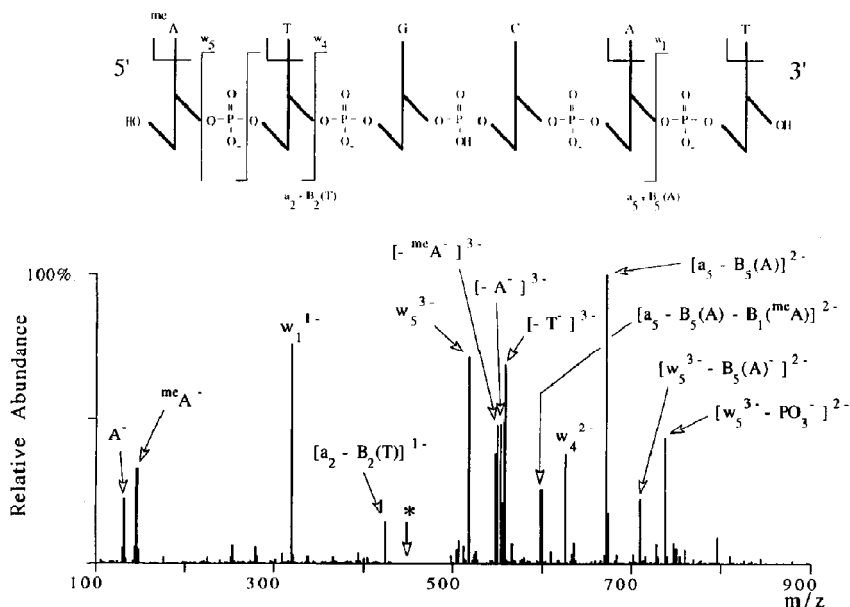 me A T G C A T
w5 w4 w1
5' 3'
O O O O O
HO O-P-O O-P-O O-P-O O-P-O O-P-O OH
O- O- OH O- O-
a2 - B2(T) a5 - B5(A)
[- meA-]3-
[a5 - B5(A)]2-
100%
[- A-]3-
w5 3-
[- T-]3-
[a5 - B5(A) - B1(meA)]2-
w1 1-
[w5 3- - B5(A)-]2-
meA-
[w5 3- - PO3-]2-
A-
w4 2-
[a2 - B2(T)]1-
*
Relative Abundance
100 300 500 700 900
m/z